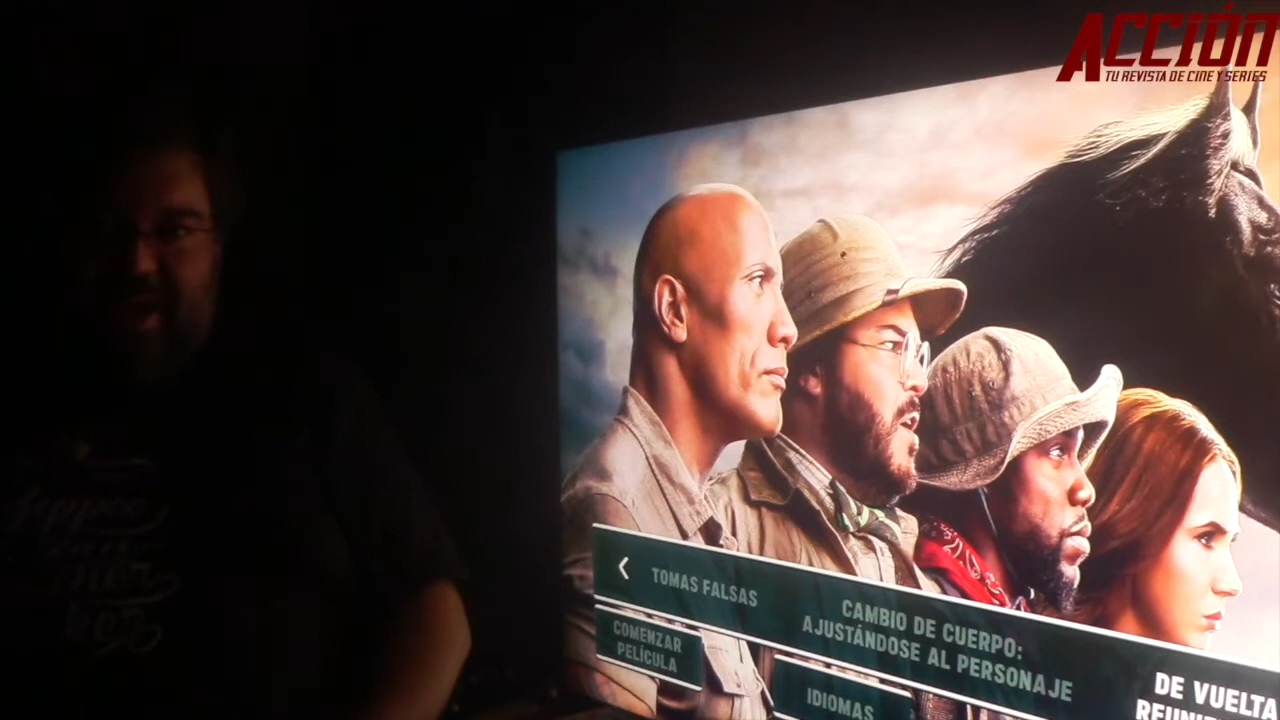 ACCIÓN
TU REVISTA DE CINE Y SERIES
TOMAS FALSAS
CAMBIO DE CUERPO:
AJUSTÁNDOSE AL PERSONAJE
DE VUELTA
COMENZAR
PELÍCULA
IDIOMAS